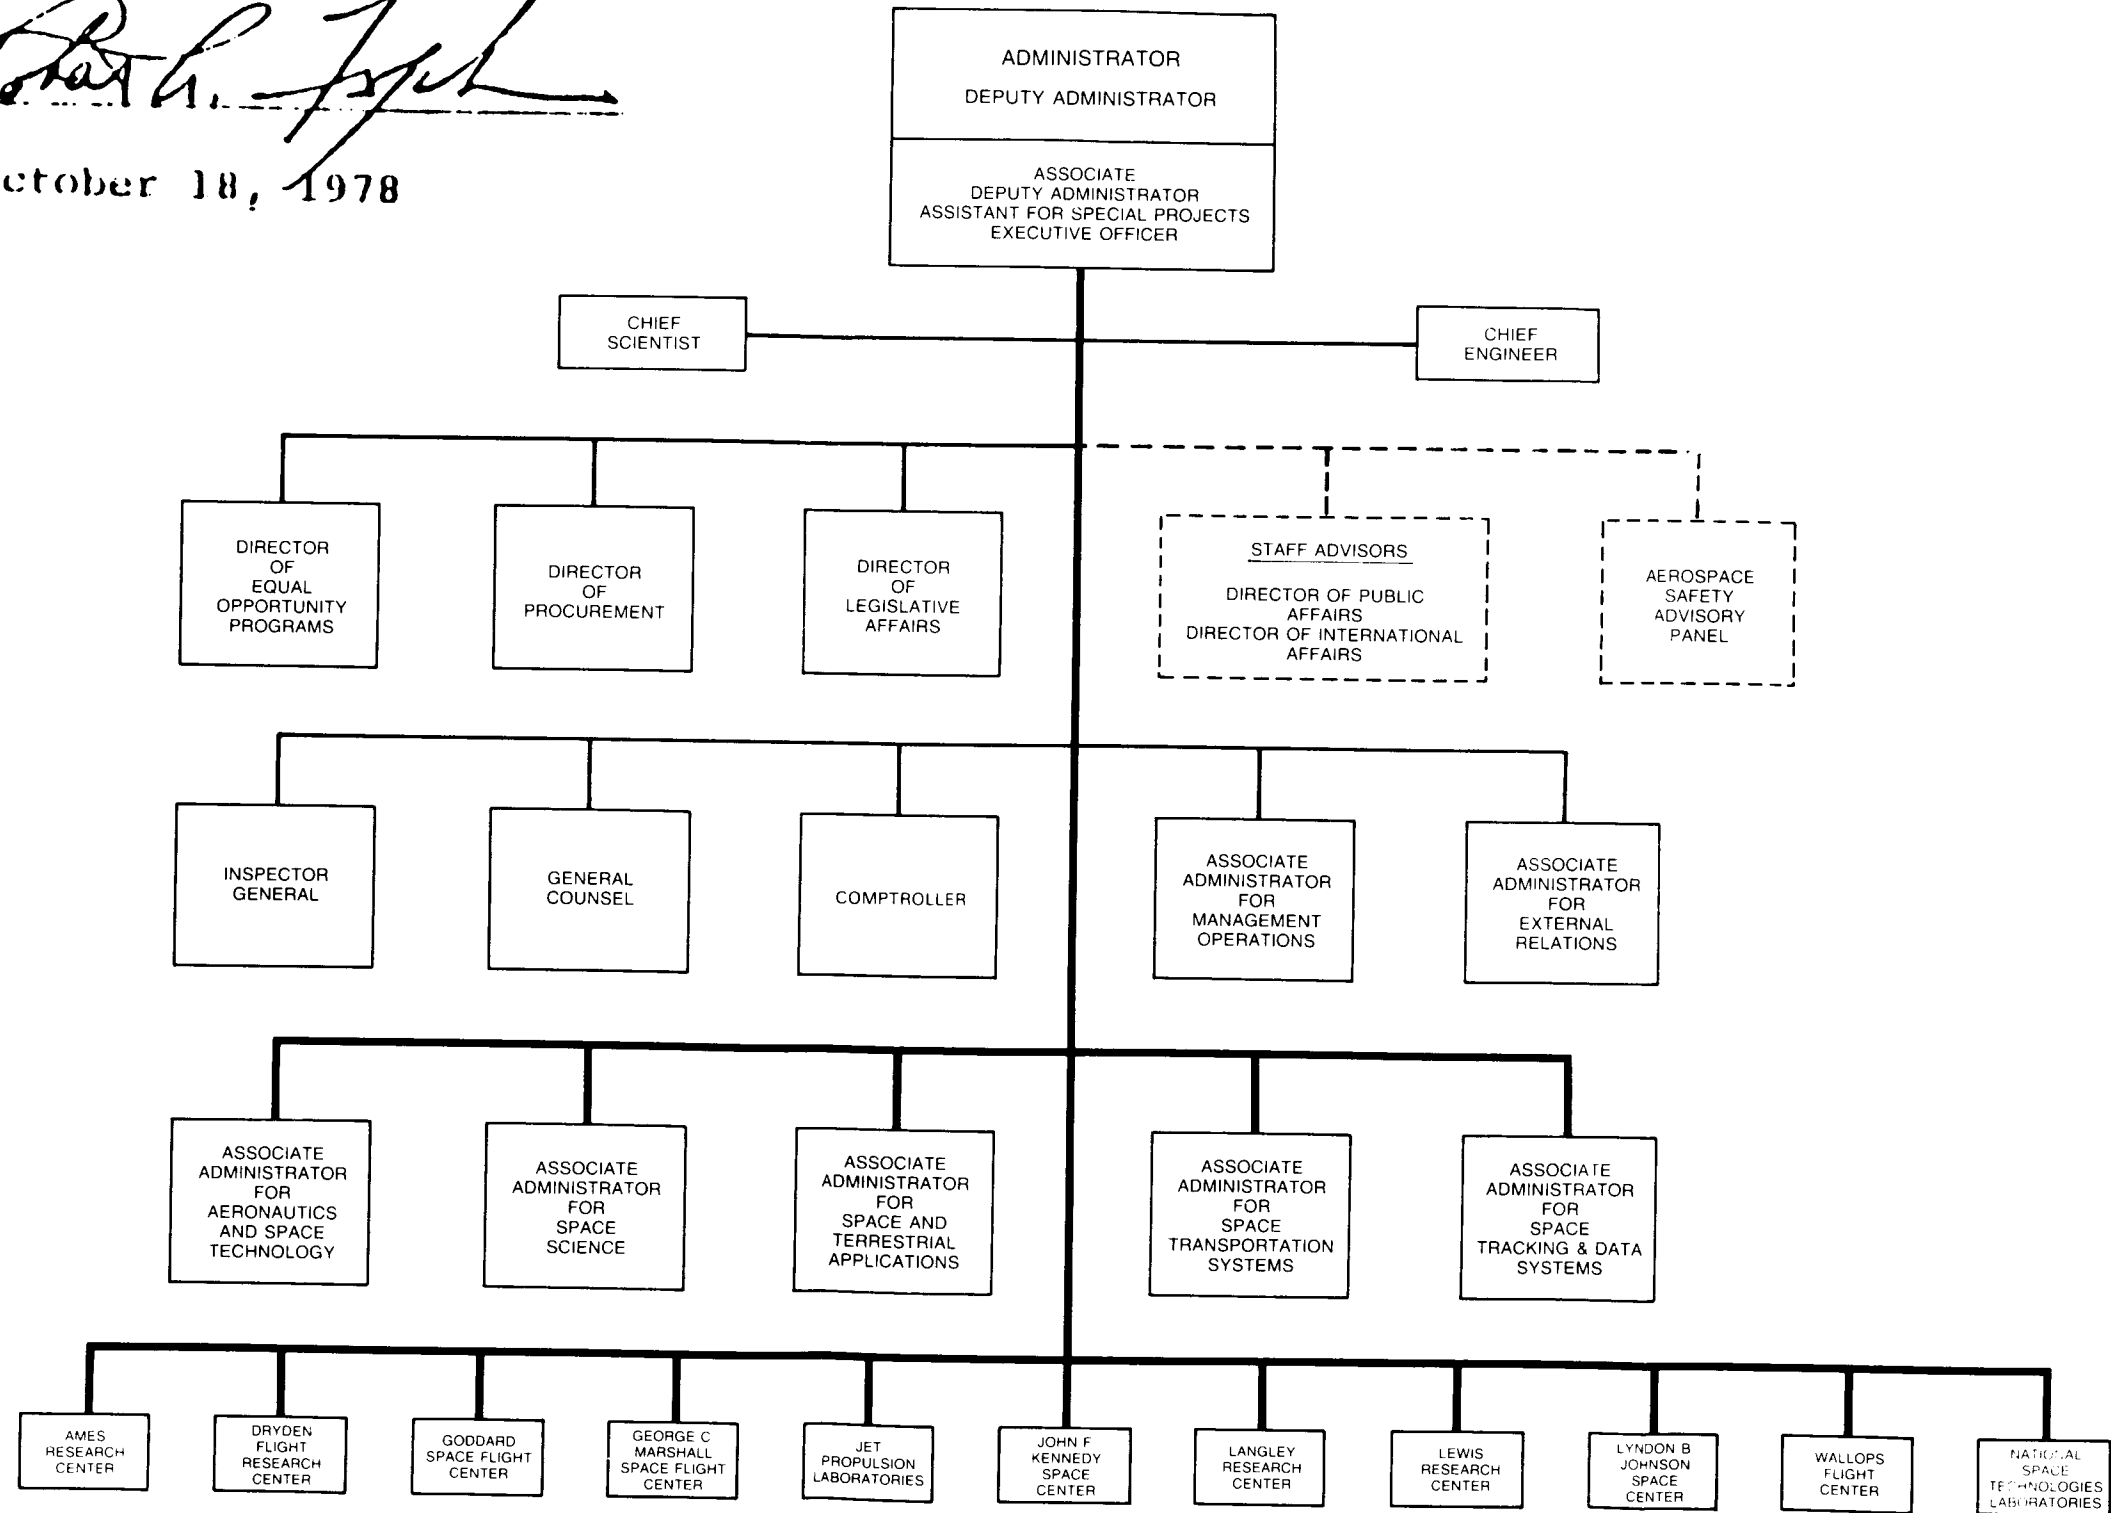 ctober 18, 1978
ADMINISTRATOR
DEPUTY ADMINISTRATOR
ASSOCIATE
DEPUTY ADMINISTRATOR
ASSISTANT FOR SPECIAL PROJECTS
EXECUTIVE OFFICER
CHIEF
SCIENTIST
CHIEF
ENGINEER
DIRECTOR
OF
EQUAL
OPPORTUNITY
PROGRAMS
DIRECTOR
OF
PROCUREMENT
DIRECTOR
OF
LEGISLATIVE
AFFAIRS
STAFF ADVISORS
DIRECTOR OF PUBLIC
AFFAIRS
DIRECTOR OF INTERNATIONAL
AFFAIRS
AEROSPACE
SAFETY
ADVISORY
PANEL
INSPECTOR
GENERAL
GENERAL
COUNSEL
COMPTROLLER
ASSOCIATE
ADMINISTRATOR
FOR
MANAGEMENT
OPERATIONS
ASSOCIATE
ADMINISTRATOR
FOR
EXTERNAL
RELATIONS
ASSOCIATE
ADMINISTRATOR
FOR
AERONAUTICS
AND SPACE
TECHNOLOGY
ASSOCIATE
ADMINISTRATOR
FOR
SPACE
SCIENCE
ASSOCIATE
ADMINISTRATOR
FOR
SPACE AND
TERRESTRIAL
APPLICATIONS
ASSOCIATE
ADMINISTRATOR
FOR
SPACE
TRANSPORTATION
SYSTEMS
ASSOCIATE
ADMINISTRATOR
FOR
SPACE
TRACKING & DATA
SYSTEMS
AMES
RESEARCH
CENTER
DRYDEN
FLIGHT
RESEARCH
CENTER
GODDARD
SPACE FLIGHT
CENTER
GEORGE C
MARSHALL
SPACE FLIGHT
CENTER
JET
PROPULSION
LABORATORIES
JOHN F
KENNEDY
SPACE
CENTER
LANGLEY
RESEARCH
CENTER
LEWIS
RESEARCH
CENTER
LYNDON B
JOHNSON
SPACE
CENTER
WALLOPS
FLIGHT
CENTER
NATIONAL
SPACE
TECHNOLOGIES
LABORATORIES